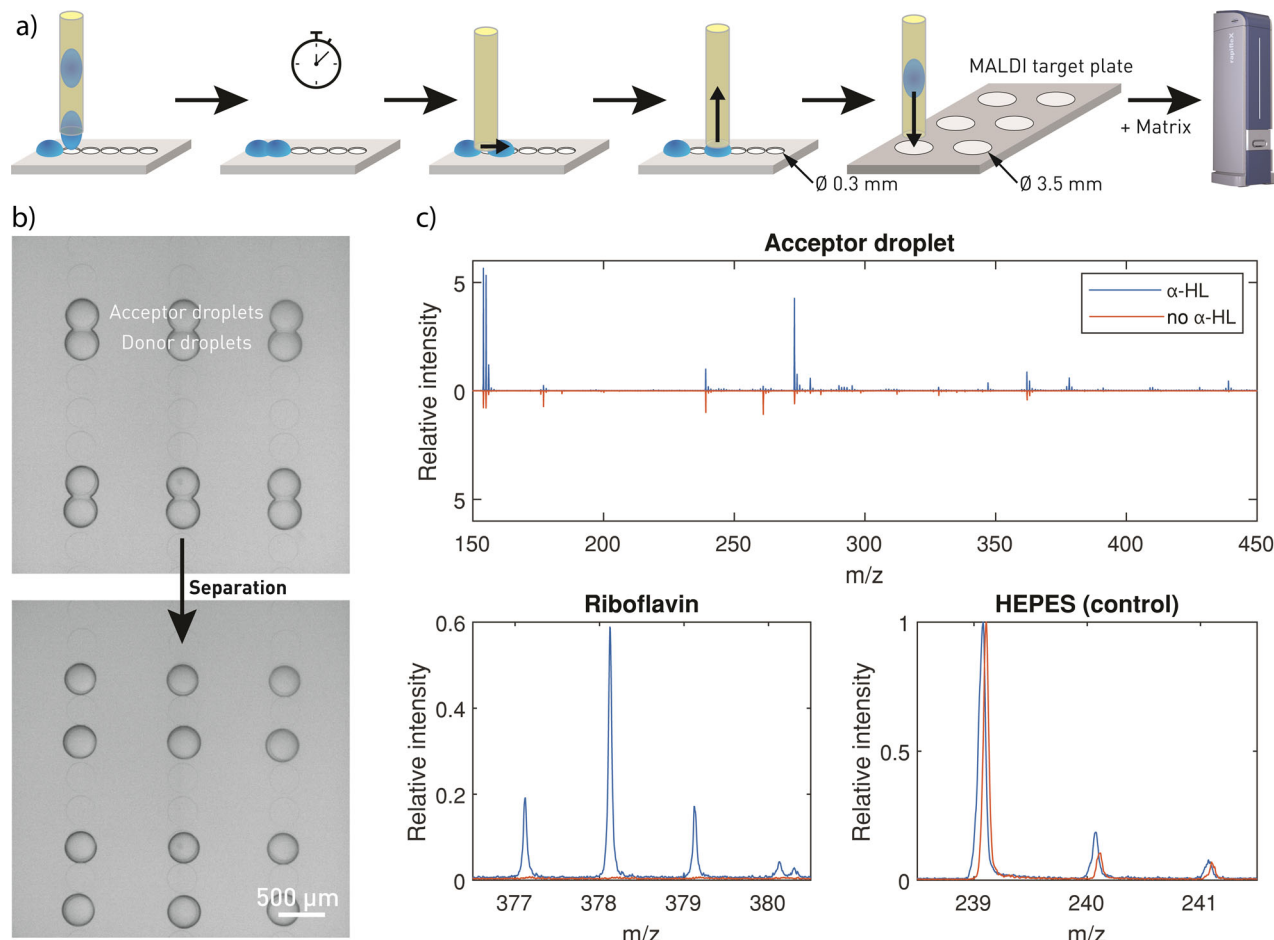 a)
MALDI target plate
+ Matrix
rapifleX
Ø 0.3 mm
Ø 3.5 mm
b)
Acceptor droplets
Donor droplets
Separation
500 µm
c)
Acceptor droplet
Relative intensity
5
0
5
α-HL
no α-HL
150
200
250
300
350
400
450
m/z
Riboflavin
Relative intensity
0.6
0.4
0.2
0
377
378
379
380
m/z
HEPES (control)
Relative intensity
1
0.5
0
239
240
241
m/z